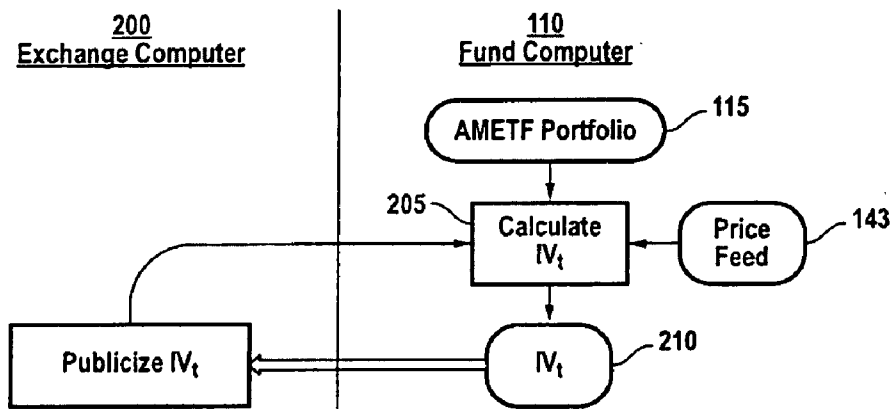 200
Exchange Computer
110
Fund Computer
AMETF Portfolio
115
205
Calculate
IVₜ
Price
Feed
143
Publicize IVₜ
IVₜ
210